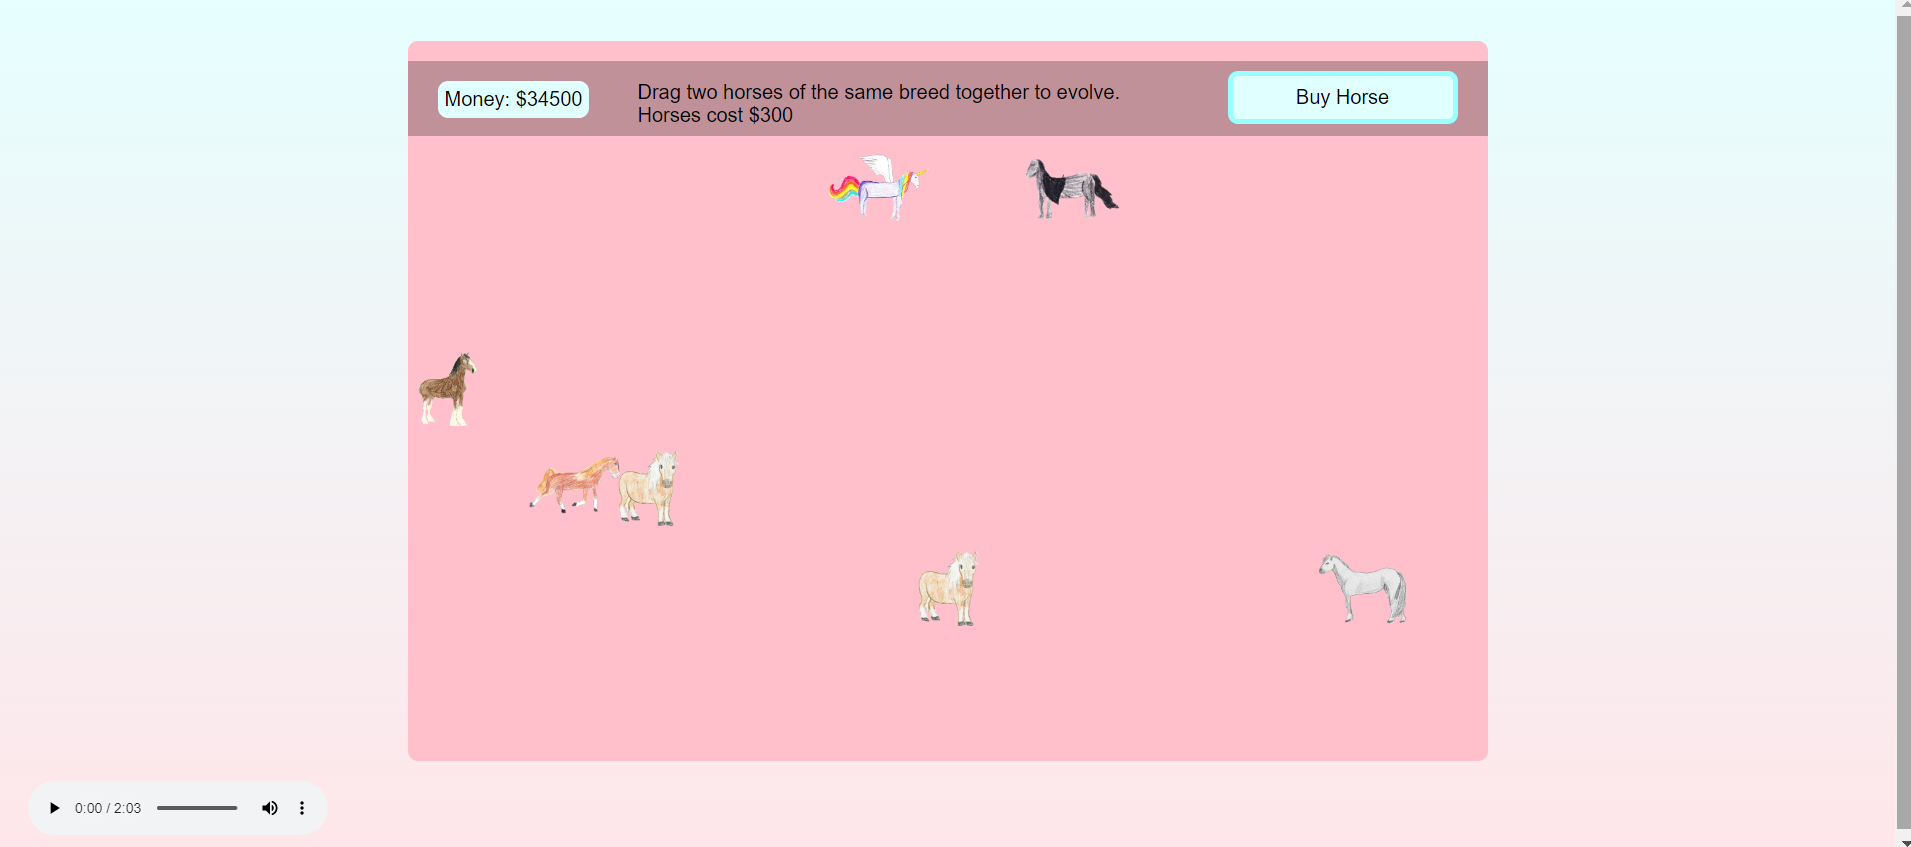 Money: $34500
Drag two horses of the same breed together to evolve.
Horses cost $300
Buy Horse
0:00 / 2:03